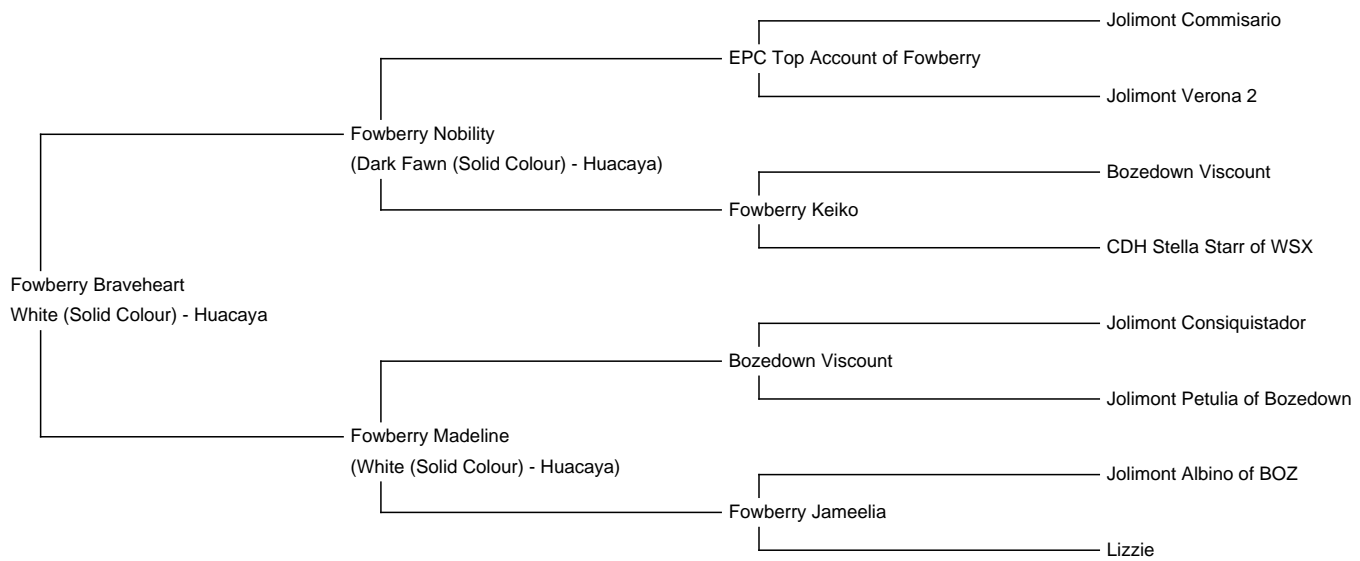 Jolimont Commisario
EPC Top Account of Fowberry
Jolimont Verona 2
Fowberry Nobility
(Dark Fawn (Solid Colour) - Huacaya)
Bozedown Viscount
Fowberry Keiko
CDH Stella Starr of WSX
Fowberry Braveheart
White (Solid Colour) - Huacaya
Jolimont Consiquistador
Bozedown Viscount
Jolimont Petulia of Bozedown
Fowberry Madeline
(White (Solid Colour) - Huacaya)
Jolimont Albino of BOZ
Fowberry Jameelia
Lizzie